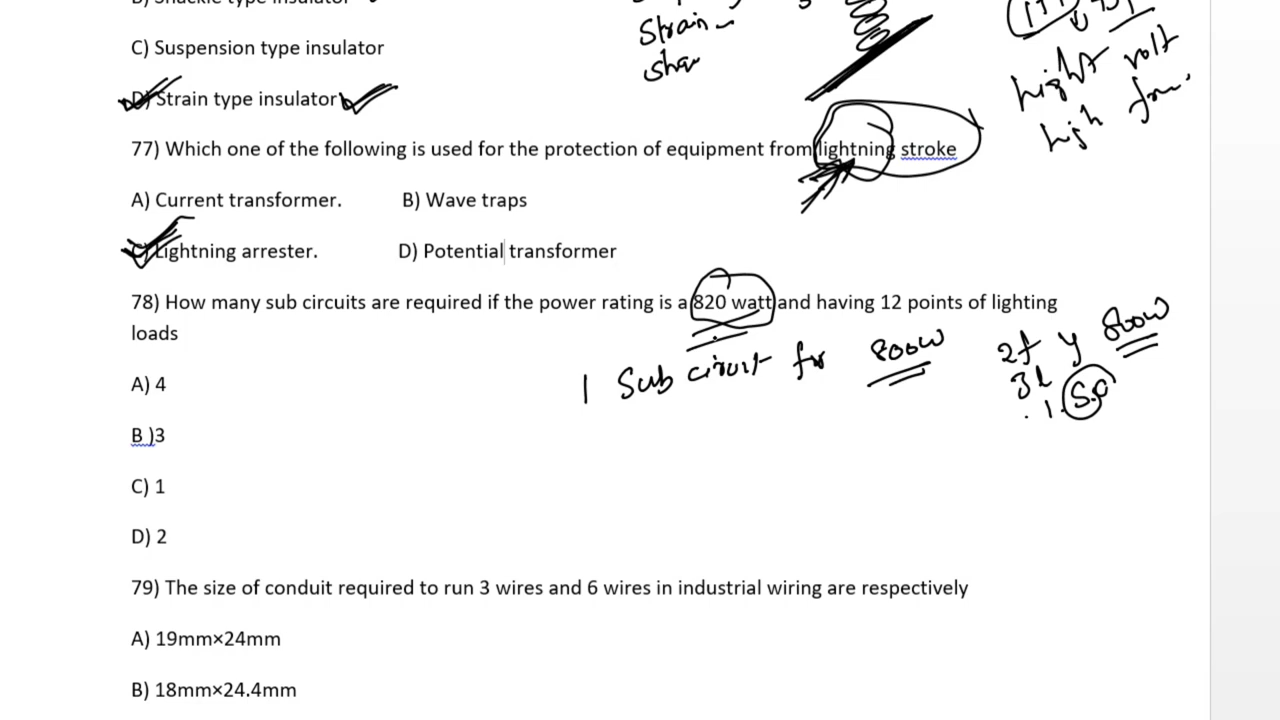 C) Suspension type insulator
Strain -
D) Strain type insulator
high volt
high
77) Which one of the following is used for the protection of equipment from lightning stroke
A) Current transformer. B) Wave traps
C) Lightning arrester. D) Potential transformer
78) How many sub circuits are required if the power rating is a 820 watt and having 12 points of lighting
loads
1 Sub circuit for 800W
800W
A) 4
B )3
C) 1
D) 2
79) The size of conduit required to run 3 wires and 6 wires in industrial wiring are respectively
A) 19mm×24mm
B) 18mm×24.4mm